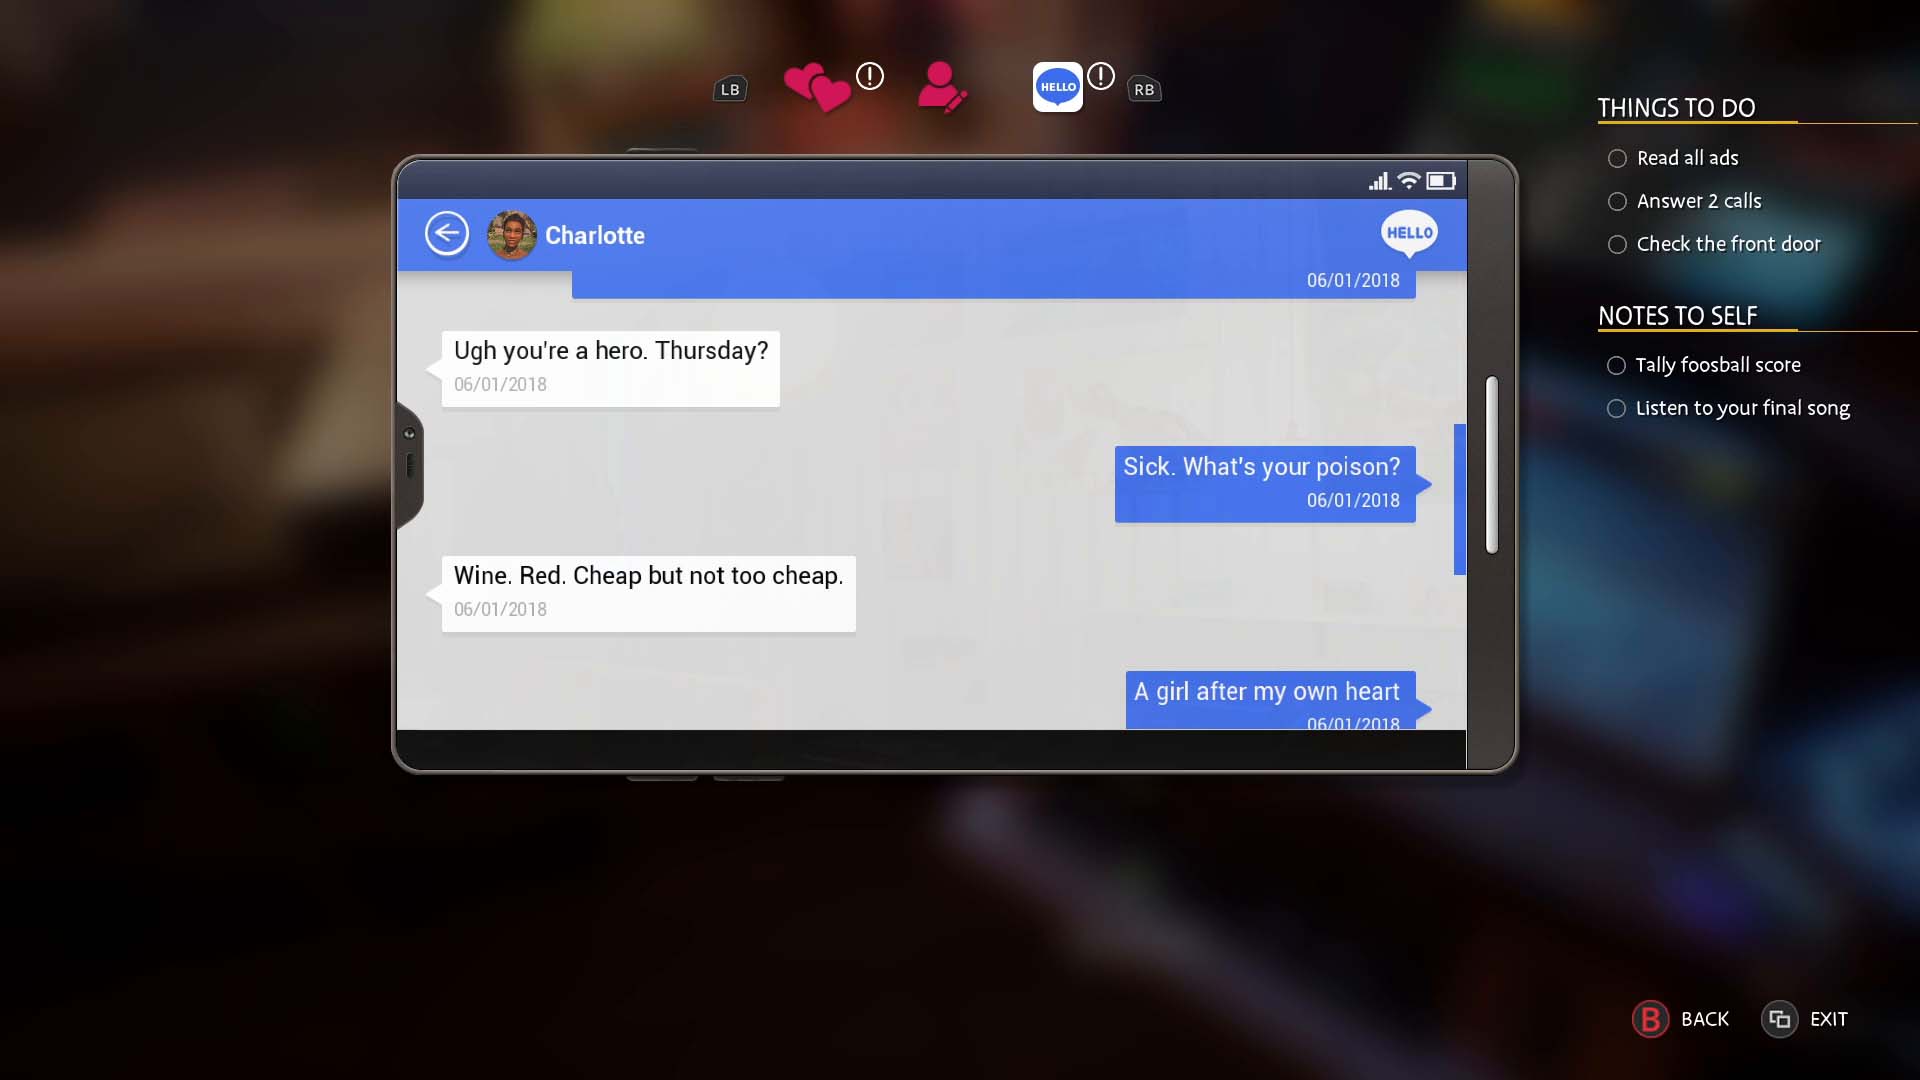 LB
HELLO
RB
Charlotte
HELLO
06/01/2018
Ugh you're a hero. Thursday?
06/01/2018
Sick. What's your poison?
06/01/2018
Wine. Red. Cheap but not too cheap.
06/01/2018
A girl after my own heart
06/01/2018
THINGS TO DO
Read all ads
Answer 2 calls
Check the front door
NOTES TO SELF
Tally foosball score
Listen to your final song
B BACK
EXIT